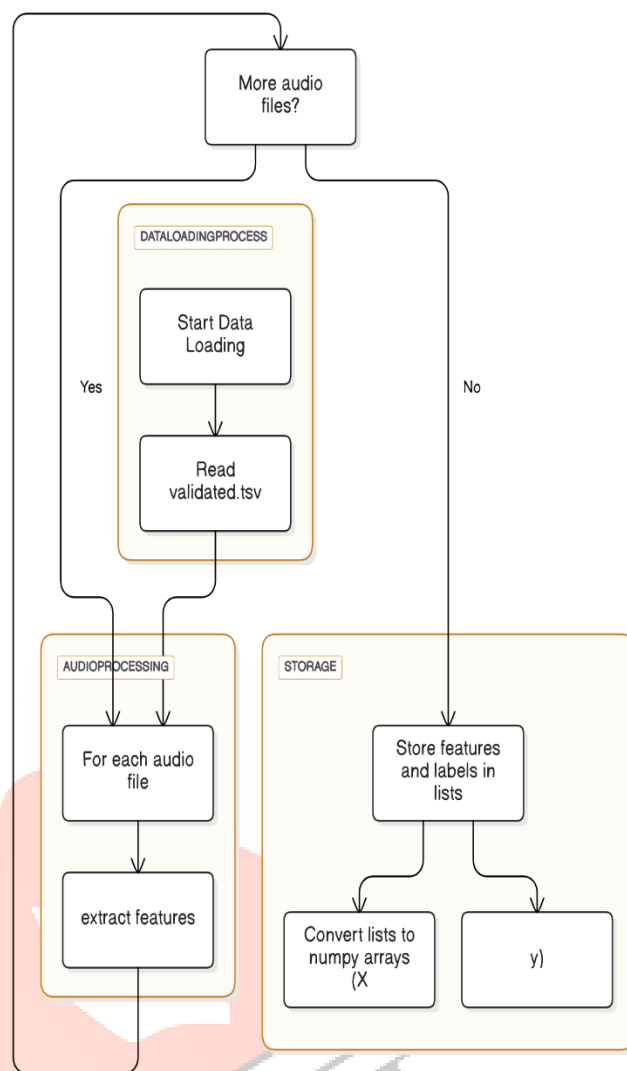 More audio
files?
DATALOADINGPROCESS
Start Data
Loading
Yes
No
Read
validated.tsv
AUDIOPROCESSING
STORAGE
For each audio
file
Store features
and labels in
lists
extract features
Convert lists to
numpy arrays
(X
y)